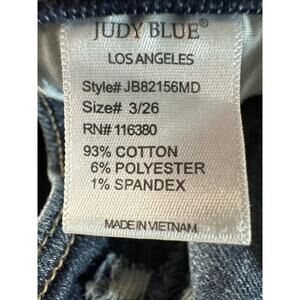 JUDY BLUE®
LOS ANGELES
Style# JB82156MD
Size# 3/26
RN# 116380
93% COTTON
6% POLYESTER
1% SPANDEX
MADE IN VIETNAM